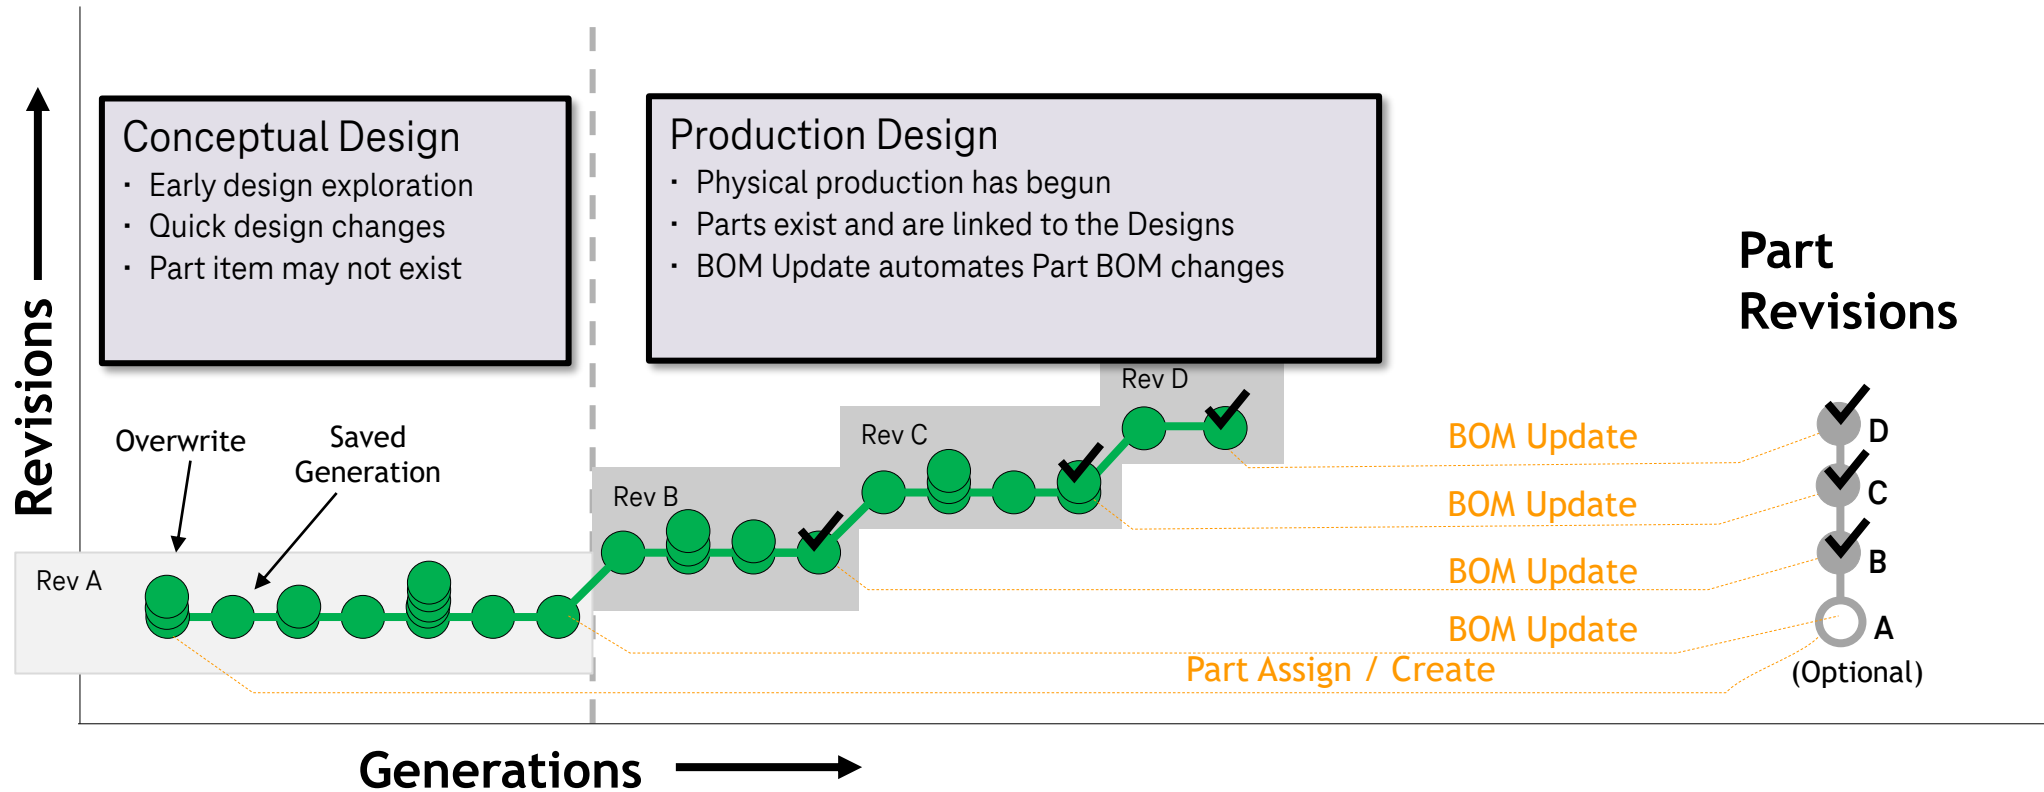 Conceptual Design
· Early design exploration
· Quick design changes
· Part item may not exist
Production Design
· Physical production has begun
· Parts exist and are linked to the Designs
· BOM Update automates Part BOM changes
Part
Revisions
Revisions
Overwrite
Saved
Generation
Rev A
Rev B
Rev C
Rev D
BOM Update
BOM Update
BOM Update
BOM Update
Part Assign / Create
D
C
B
A
(Optional)
Generations